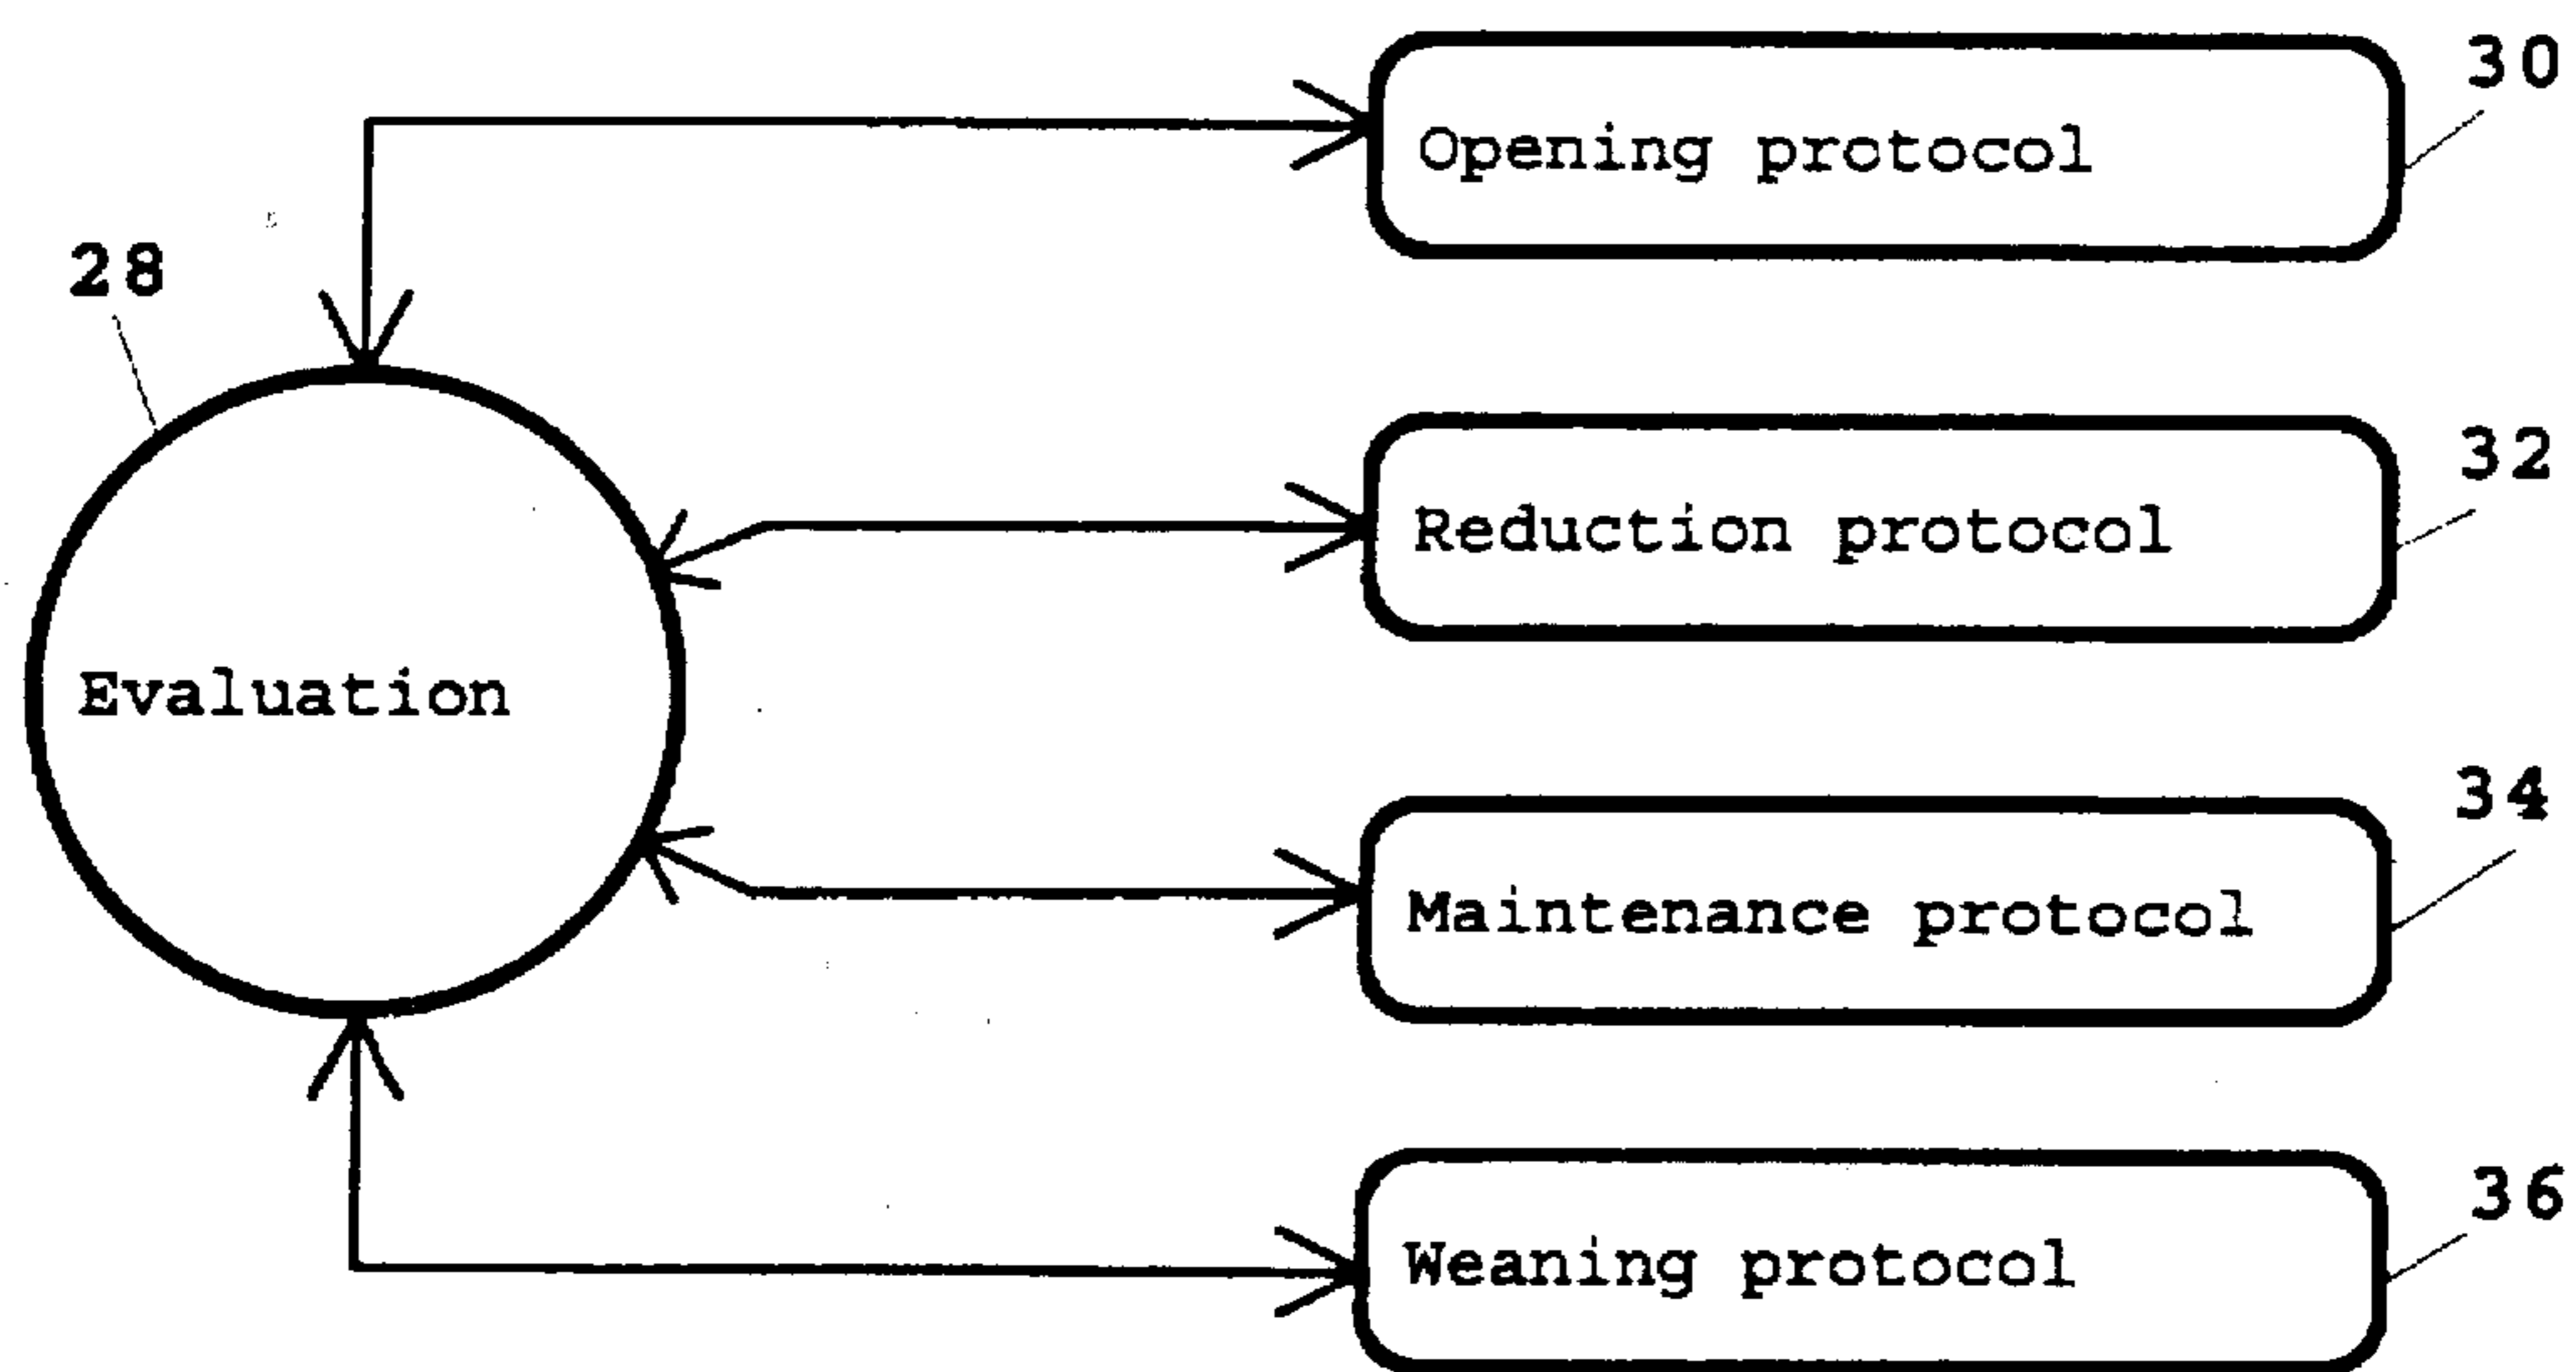 30
Opening protocol
28
32
Reduction protocol
Evaluation
34
Maintenance protocol
36
Weaning protocol